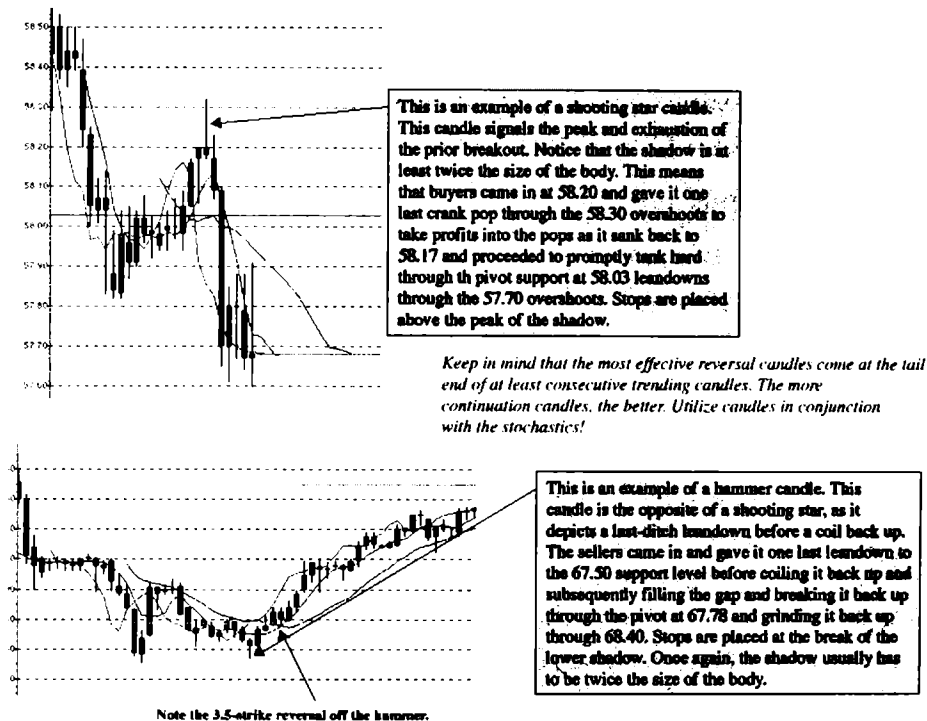 58.50
58.40
58.20
58.10
58.00
57.90
57.80
57.70
57.60
This is an example of a shooting star candle.
This candle signals the peak and exhaustion of
the prior breakout. Notice that the shadow is at
least twice the size of the body. This means
that buyers came in at 58.20 and gave it one
last crank pop through the 58.30 overshoots to
take profits into the pops as it sank back to
58.17 and proceeded to promptly tank hard
through th pivot support at 58.03 leandowns
through the 57.70 overshoots. Stops are placed
above the peak of the shadow.
Keep in mind that the most effective reversal candles come at the tail
end of at least consecutive trending candles. The more
continuation candles, the better. Utilize candles in conjunction
with the stochastics!
This is an example of a hammer candle. This
candle is the opposite of a shooting star, as it
depicts a last-ditch leandown before a coil back up.
The sellers came in and gave it one last leandown to
the 67.50 support level before coiling it back up and
subsequently filling the gap and breaking it back up
through the pivot at 67.78 and grinding it back up
through 68.40. Stops are placed at the break of the
lower shadow. Once again, the shadow usually has
to be twice the size of the body.
Note the 3.5-strike reversal off the hammer.